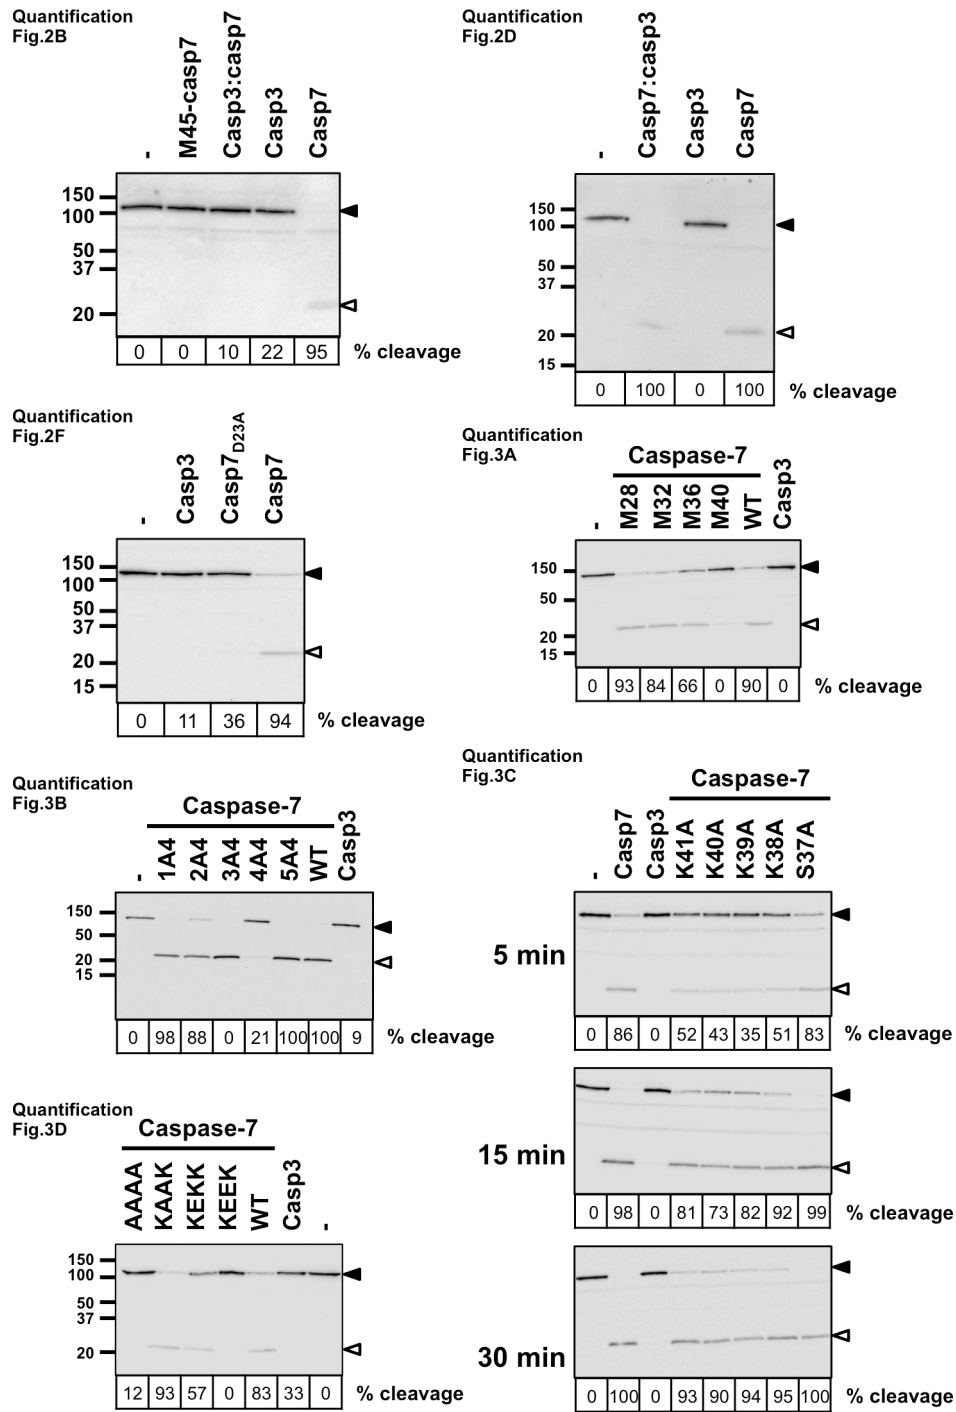 Quantification
Fig.2B
-
M45-casp7
Casp3:casp7
Casp3
Casp7
150
100
50
37
20
0 0 10 22 95 % cleavage
Quantification
Fig.2D
-
Casp7:casp3
Casp3
Casp7
150
100
50
37
20
15
0 100 0 100 % cleavage
Quantification
Fig.2F
-
Casp3
Casp7D23A
Casp7
150
100
50
37
20
15
0 11 36 94 % cleavage
Quantification
Fig.3A
Caspase-7
-
M28
M32
M36
M40
WT
Casp3
150
50
20
15
0 93 84 66 0 90 0 % cleavage
Quantification
Fig.3B
Caspase-7
-
1A4
2A4
3A4
4A4
5A4
WT
Casp3
150
50
20
15
0 98 88 0 21 100 100 9 % cleavage
Quantification
Fig.3C
Caspase-7
-
Casp7
Casp3
K41A
K40A
K39A
K38A
S37A
5 min
0 86 0 52 43 35 51 83 % cleavage
15 min
0 98 0 81 73 82 92 99 % cleavage
30 min
0 100 0 93 90 94 95 100 % cleavage
Quantification
Fig.3D
Caspase-7
AAAA
KAAK
KEKK
KEEK
WT
Casp3
-
150
100
50
37
20
12 93 57 0 83 33 0 % cleavage